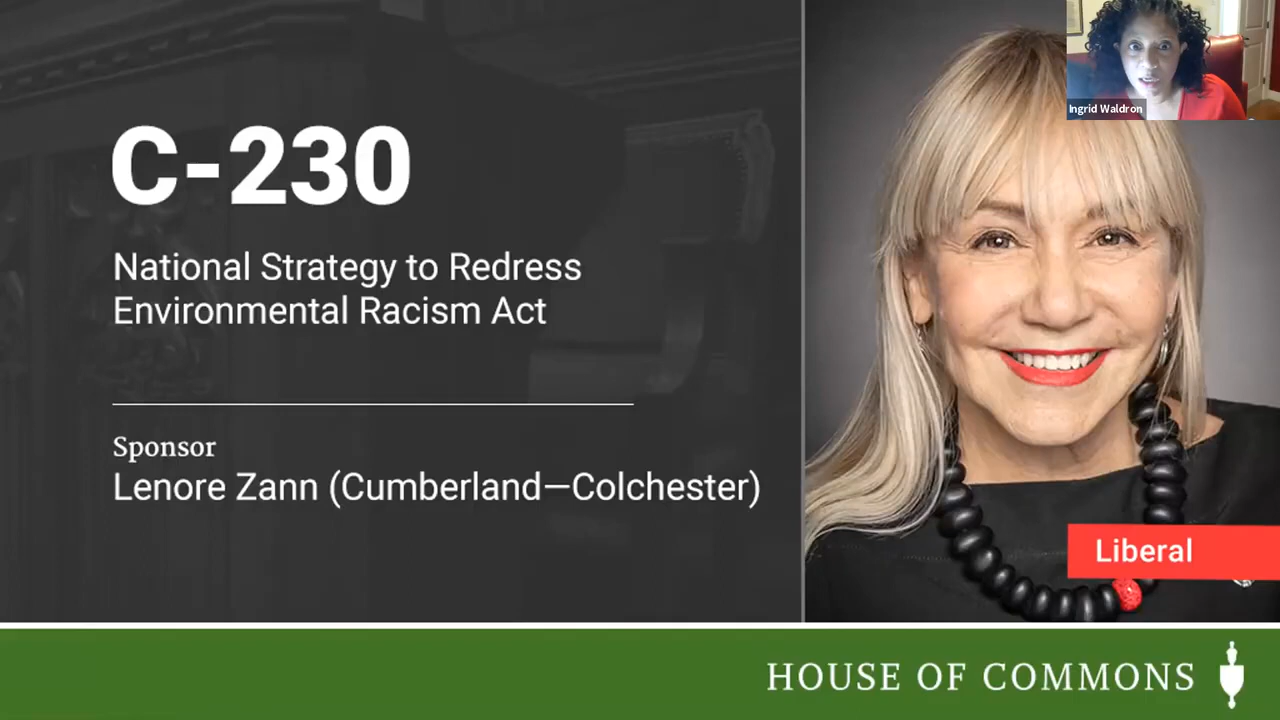 Ingrid Waldron
C-230
National Strategy to Redress
Environmental Racism Act
Sponsor
Lenore Zann (Cumberland—Colchester)
Liberal
HOUSE OF COMMONS